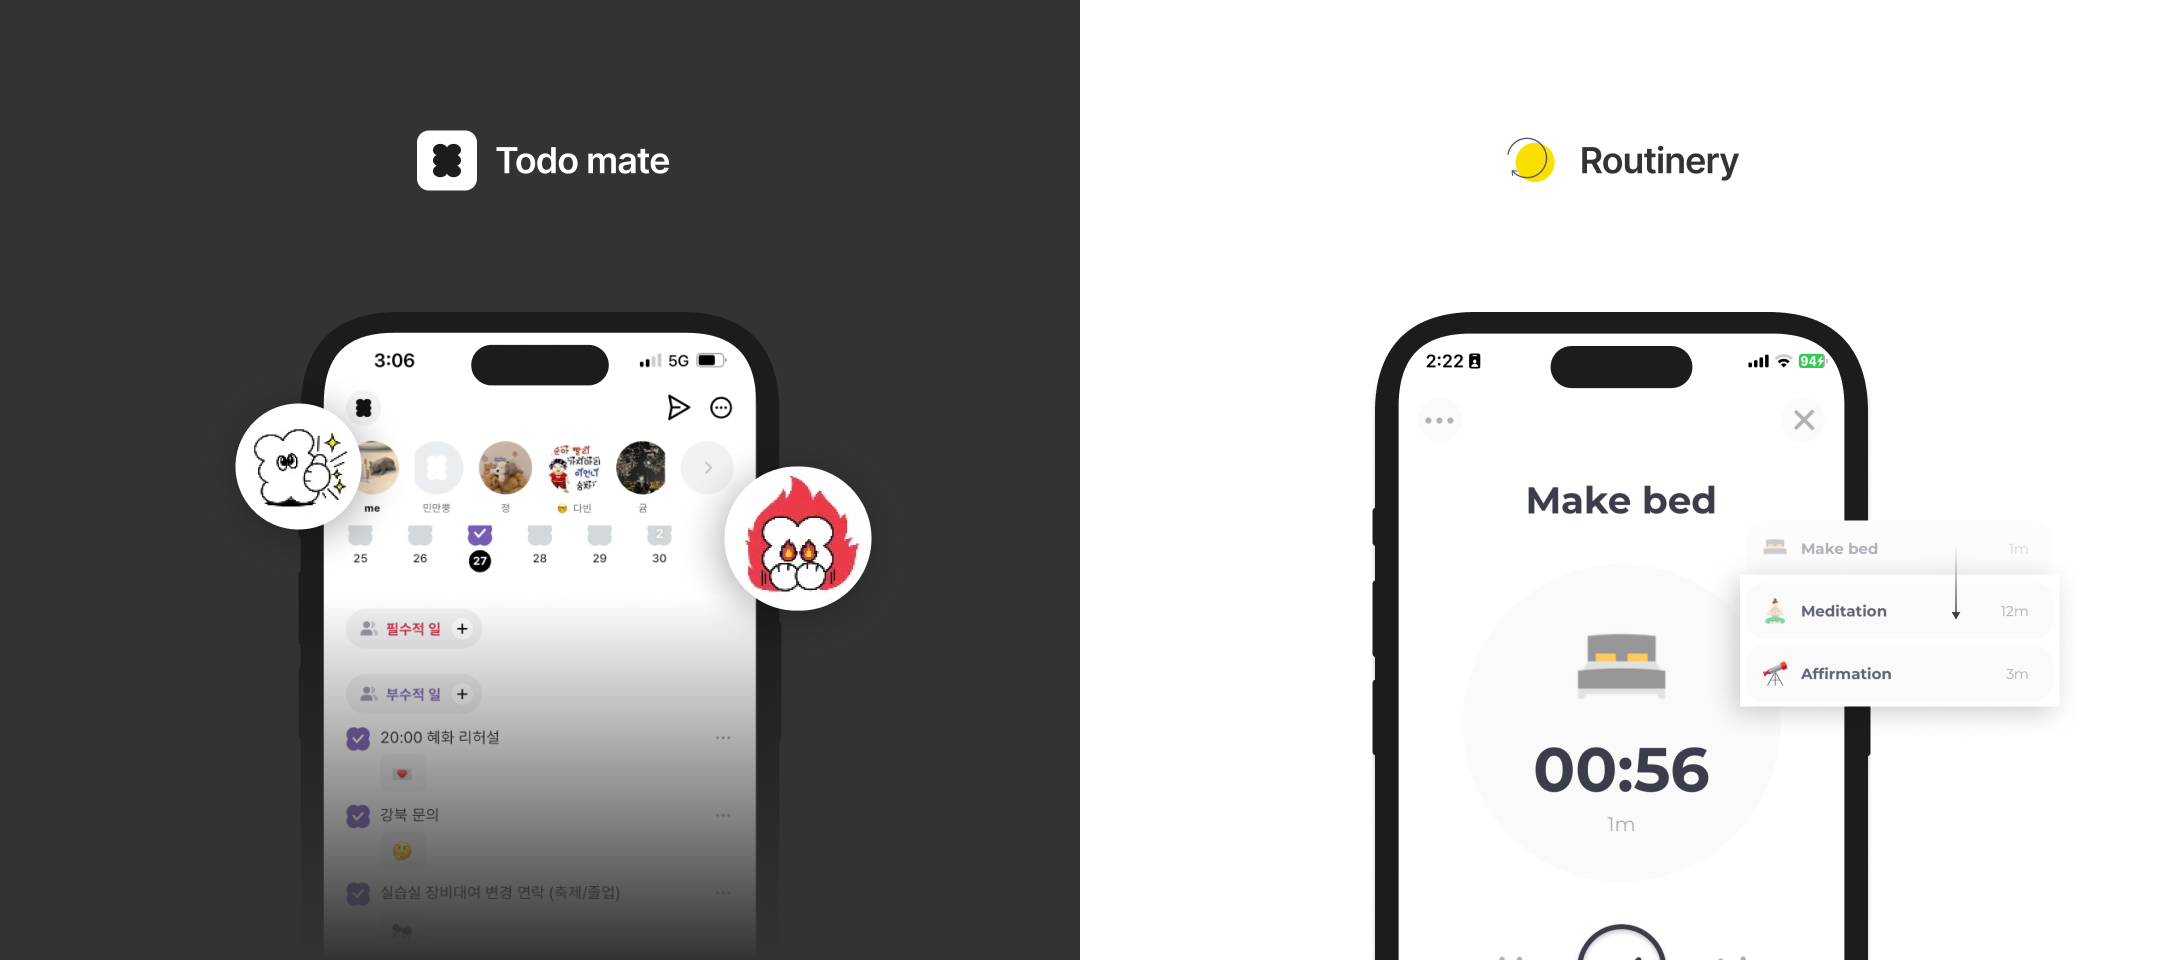 Todo mate
3:06
5G
me
민만뽕
정
다빈
귤
2
25
26
27
28
29
30
필수적 일
부수적 일
20:00 혜화 리허설
강북 문의
실습실 장비대여 변경 연락 (축제/졸업)
Routinery
2:22
94
Make bed
Make bed 1m
Meditation 12m
Affirmation 3m
00:56
1m